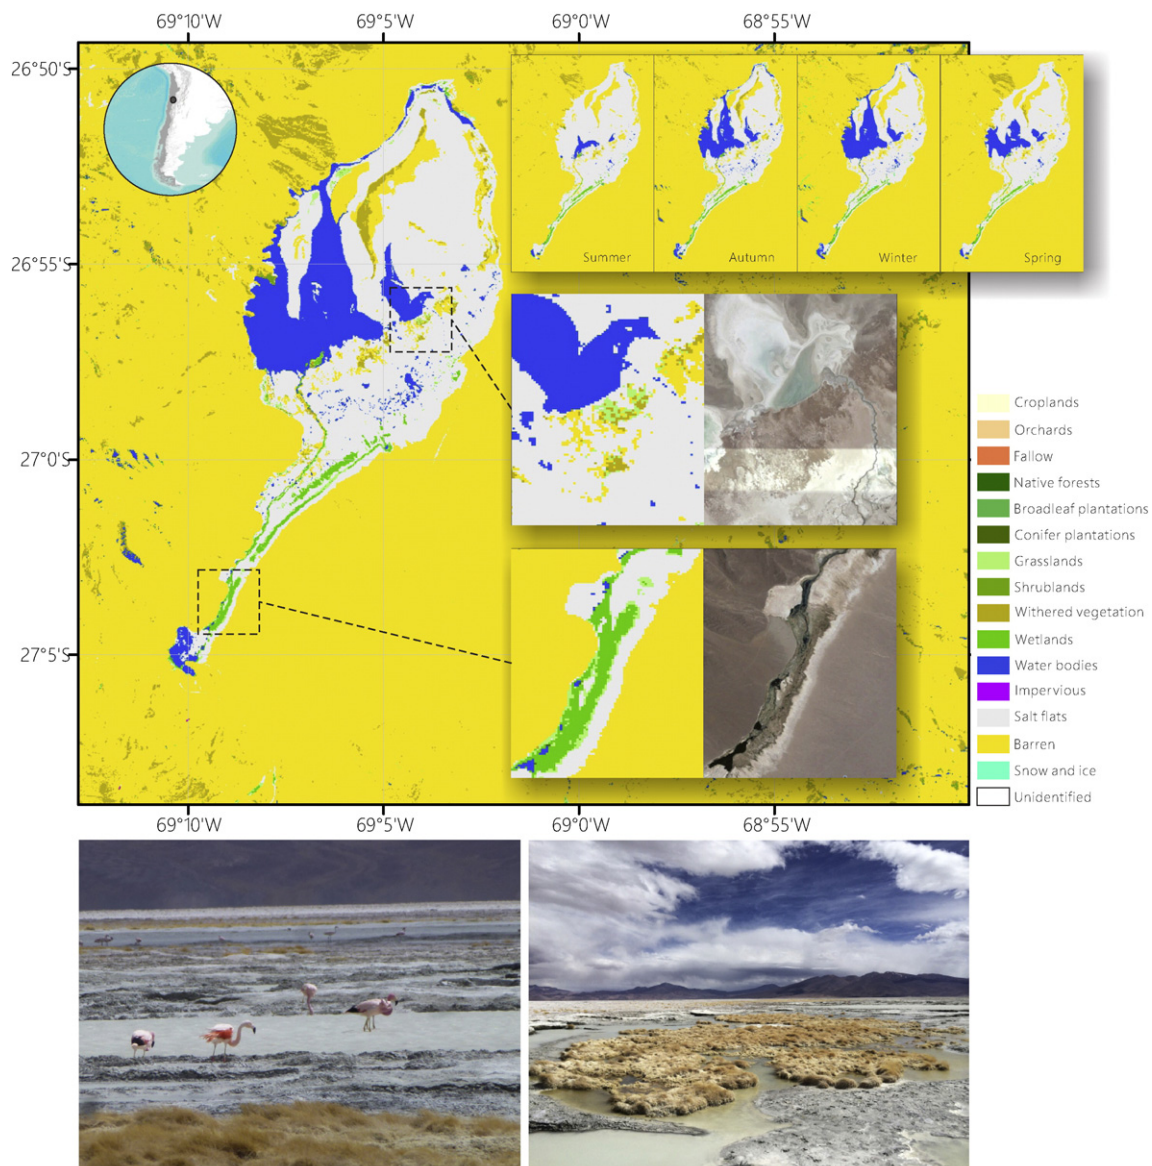 69°10'W 69°5'W 69°0'W 68°55'W
26°50'S
26°55'S
27°0'S
27°5'S
Summer Autumn Winter Spring
Croplands
Orchards
Fallow
Native forests
Broadleaf plantations
Conifer plantations
Grasslands
Shrublands
Withered vegetation
Wetlands
Water bodies
Impervious
Salt flats
Barren
Snow and ice
Unidentified
69°10'W 69°5'W 69°0'W 68°55'W